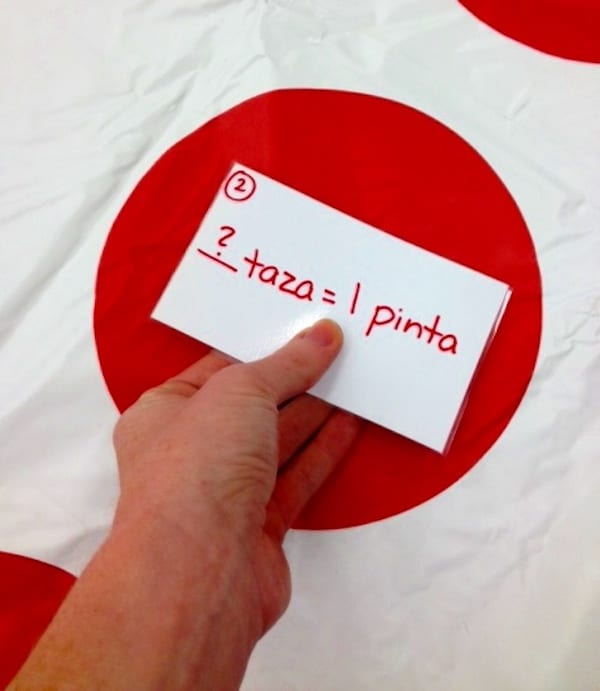 2
? taza = 1 pinta